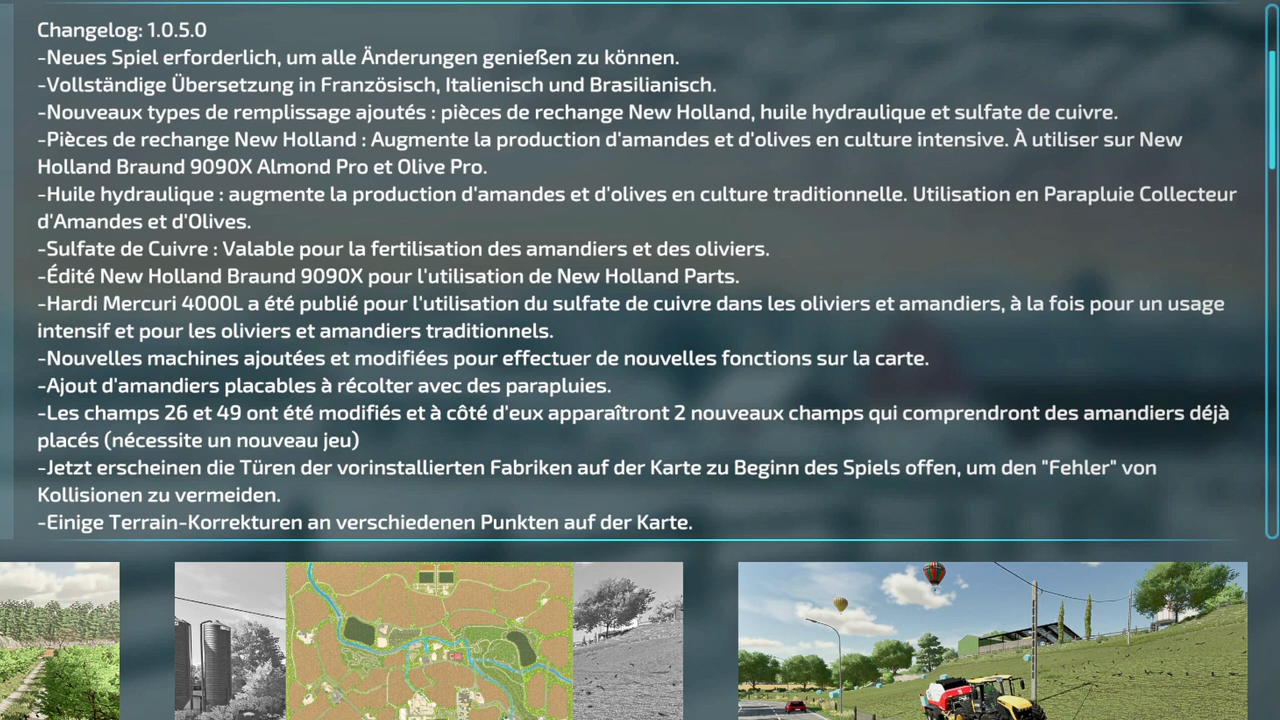 Changelog: 1.0.5.0
-Neues Spiel erforderlich, um alle Änderungen genießen zu können.
-Vollständige Übersetzung in Französisch, Italienisch und Brasilianisch.
-Nouveaux types de remplissage ajoutés : pièces de rechange New Holland, huile hydraulique et sulfate de cuivre.
-Pièces de rechange New Holland : Augmente la production d'amandes et d'olives en culture intensive. À utiliser sur New
Holland Braund 9090X Almond Pro et Olive Pro.
-Huile hydraulique : augmente la production d'amandes et d'olives en culture traditionnelle. Utilisation en Parapluie Collecteur
d'Amandes et d'Olives.
-Sulfate de Cuivre : Valable pour la fertilisation des amandiers et des oliviers.
-Édité New Holland Braund 9090X pour l'utilisation de New Holland Parts.
-Hardi Mercuri 4000L a été publié pour l'utilisation du sulfate de cuivre dans les oliviers et amandiers, à la fois pour un usage
intensif et pour les oliviers et amandiers traditionnels.
-Nouvelles machines ajoutées et modifiées pour effectuer de nouvelles fonctions sur la carte.
-Ajout d'amandiers placables à récolter avec des parapluies.
-Les champs 26 et 49 ont été modifiés et à côté d'eux apparaîtront 2 nouveaux champs qui comprendront des amandiers déjà
placés (nécessite un nouveau jeu)
-Jetzt erscheinen die Türen der vorinstallierten Fabriken auf der Karte zu Beginn des Spiels offen, um den "Fehler" von
Kollisionen zu vermeiden.
-Einige Terrain-Korrekturen an verschiedenen Punkten auf der Karte.